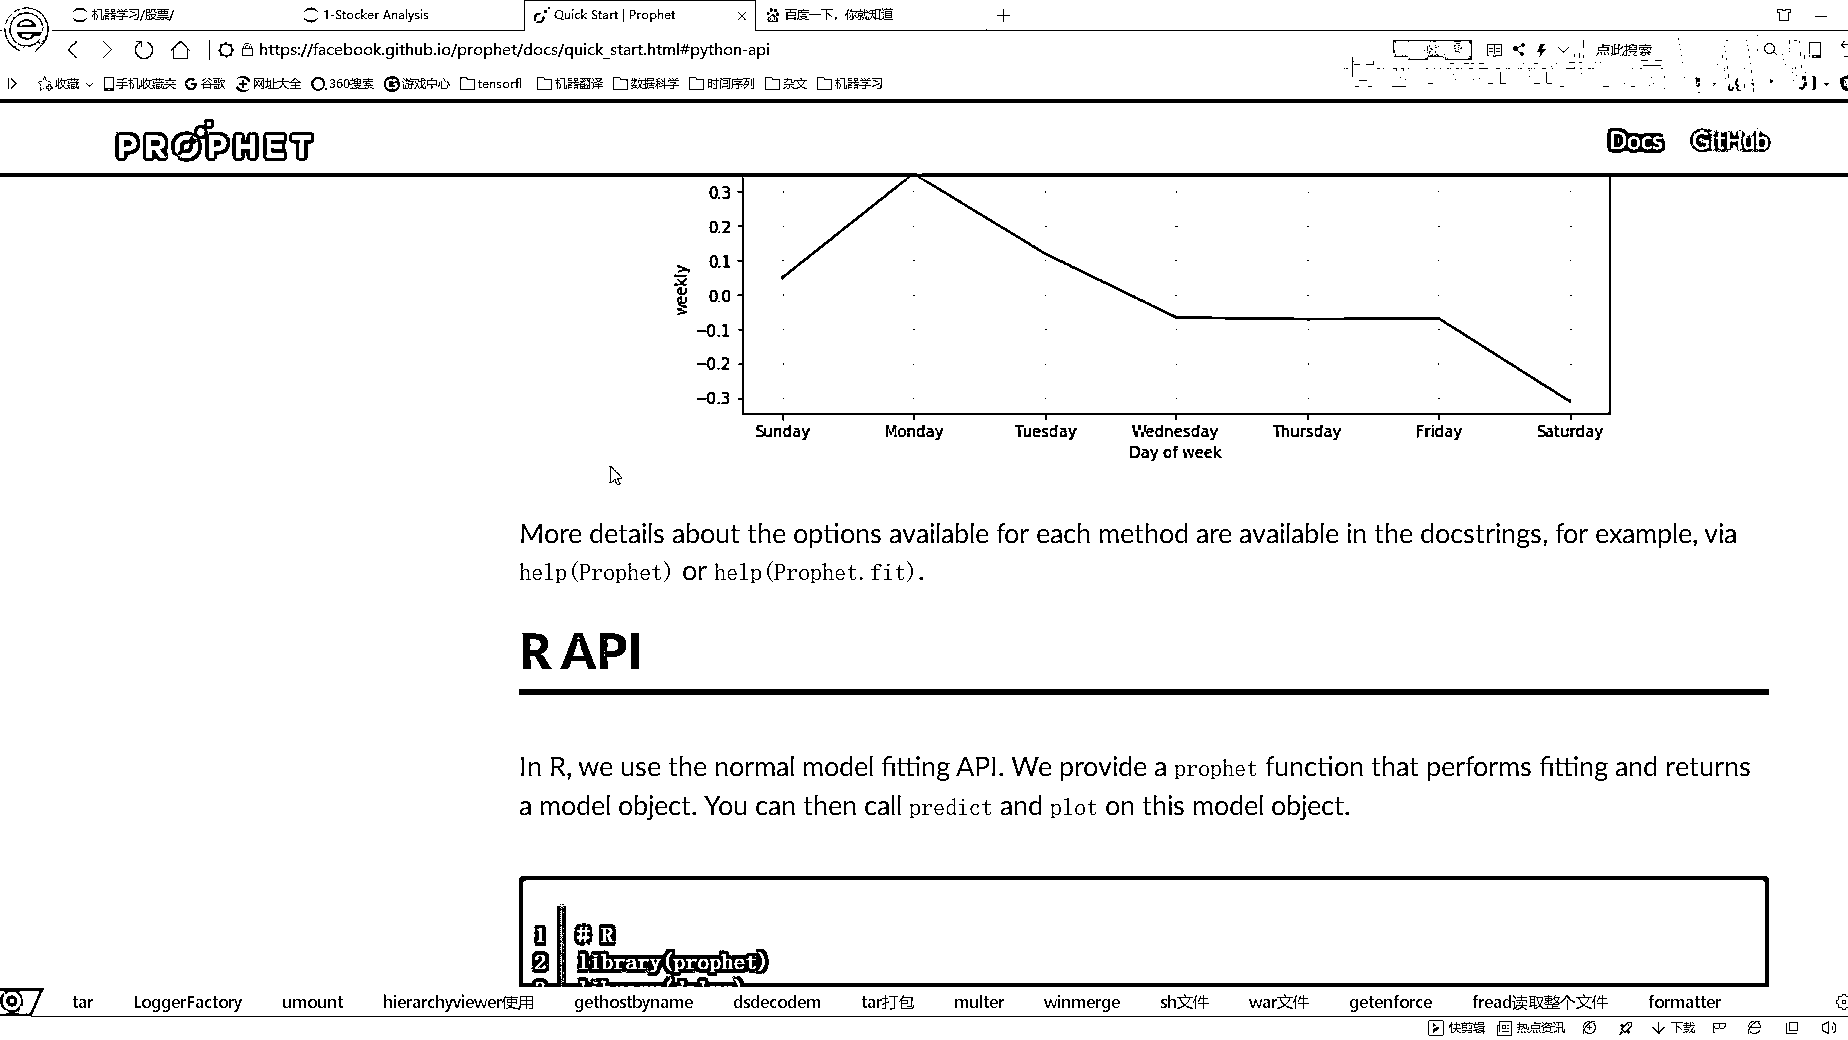 机器学习/股票/
1-Stocker Analysis
Quick Start | Prophet
百度一下，你就知道
https://facebook.github.io/prophet/docs/quick_start.html#python-api
点此搜索
收藏 手机收藏夹 谷歌 网址大全 360搜索 游戏中心 tensorfl 机器翻译 数据科学 时间序列 杂文 机器学习
PROPHET
Docs GitHub
0.3
0.2
0.1
0.0
−0.1
−0.2
−0.3
weekly
Sunday Monday Tuesday Wednesday Thursday Friday Saturday
Day of week
More details about the options available for each method are available in the docstrings, for example, via
help(Prophet) or help(Prophet.fit).
R API
In R, we use the normal model fitting API. We provide a prophet function that performs fitting and returns
a model object. You can then call predict and plot on this model object.
1 # R
2 library(prophet)
tar LoggerFactory umount hierarchyviewer使用 gethostbyname dsdecodem tar打包 multer winmerge sh文件 war文件 getenforce fread读取整个文件 formatter
快剪辑 热点资讯 下载